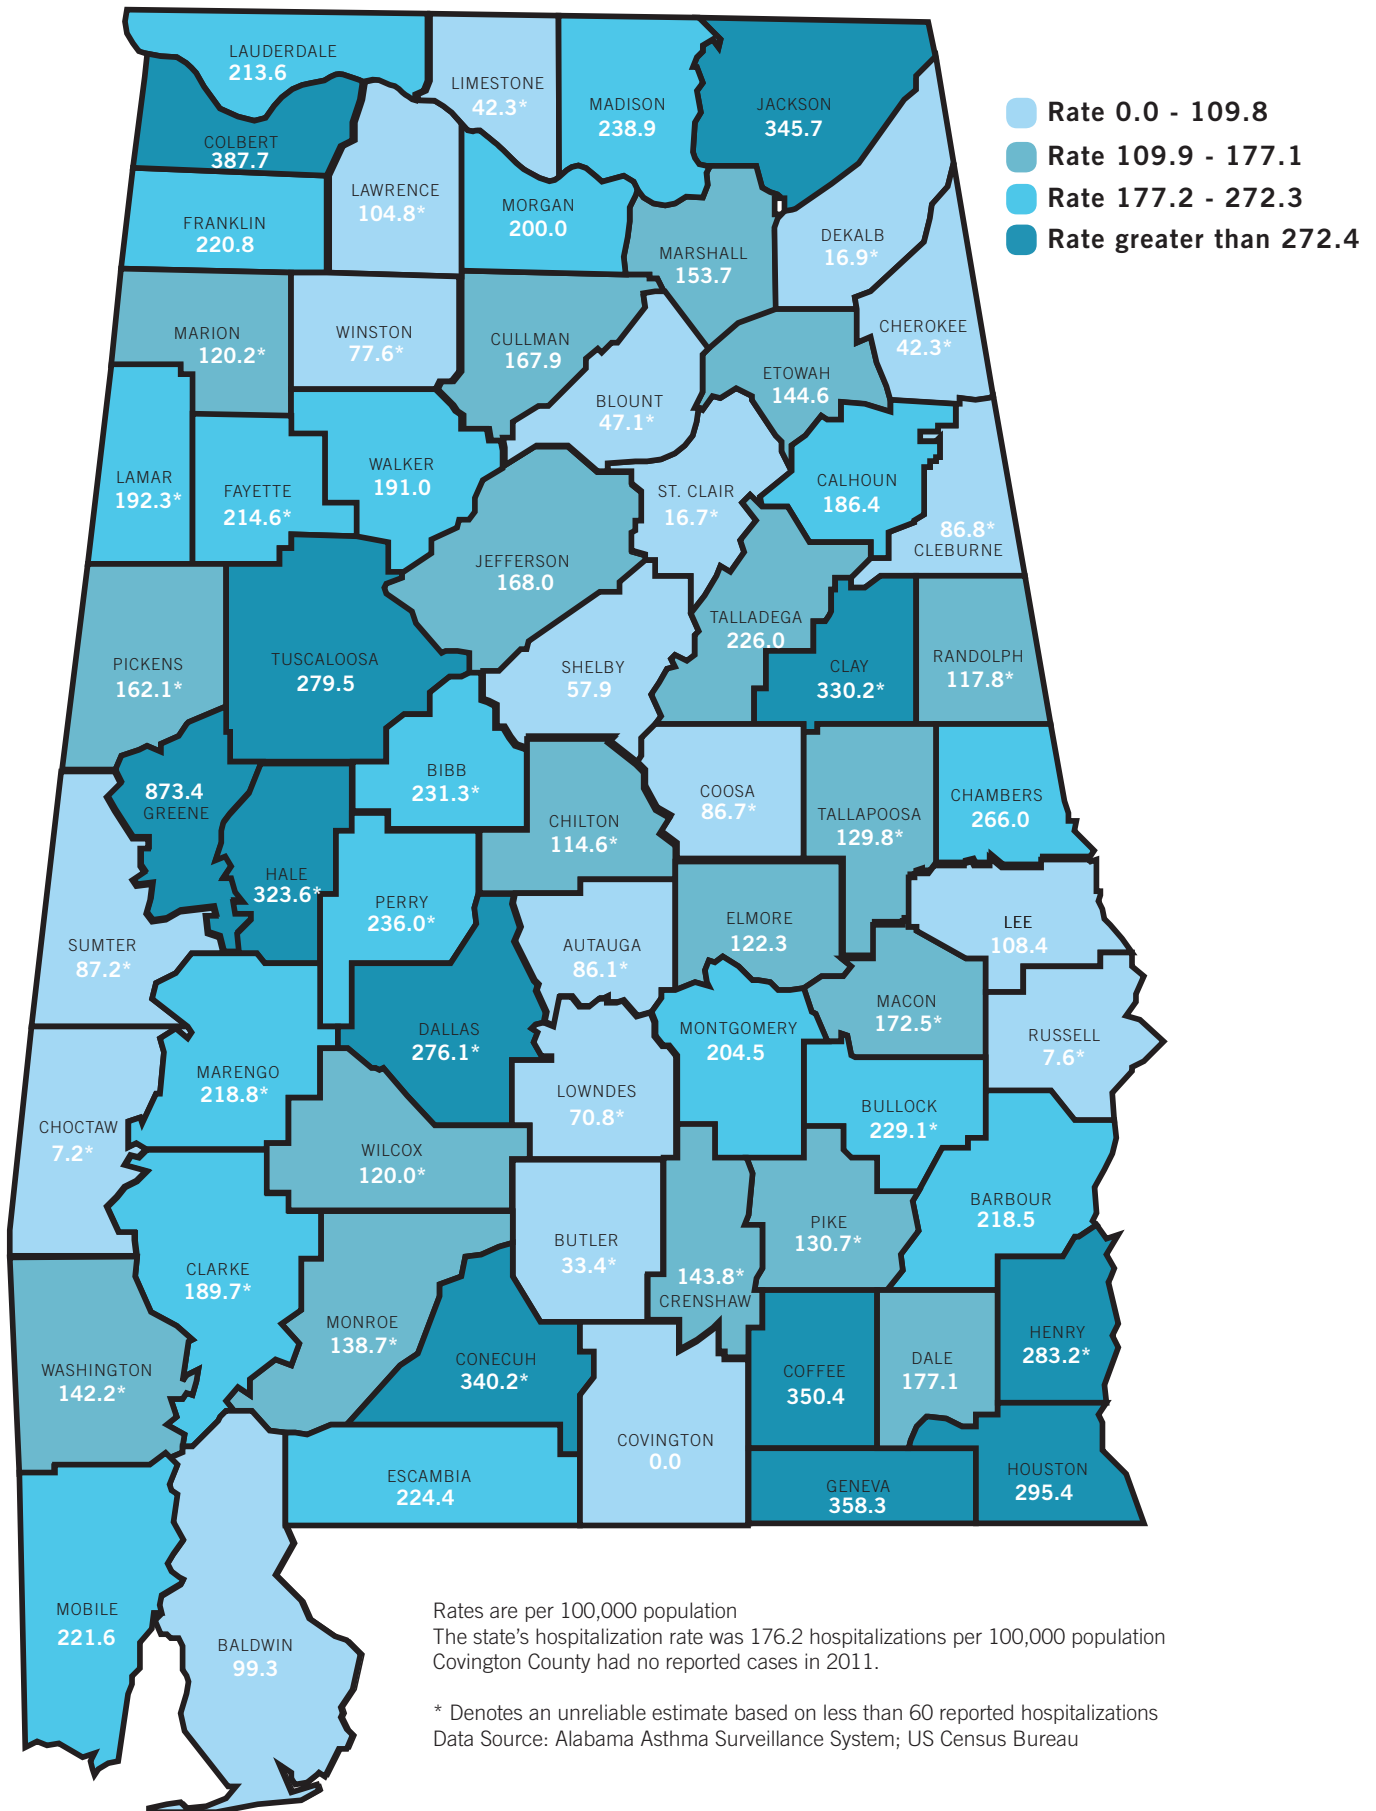 LAUDERDALE
213.6
LIMESTONE
42.3*
MADISON
238.9
JACKSON
345.7
Rate 0.0 - 109.8
Rate 109.9 - 177.1
Rate 177.2 - 272.3
Rate greater than 272.4
COLBERT
387.7
LAWRENCE
104.8*
MORGAN
200.0
FRANKLIN
220.8
MARSHALL
153.7
DEKALB
16.9*
MARION
120.2*
WINSTON
77.6*
CULLMAN
167.9
CHEROKEE
42.3*
BLOUNT
47.1*
ETOWAH
144.6
LAMAR
192.3*
FAYETTE
214.6*
WALKER
191.0
ST. CLAIR
16.7*
CALHOUN
186.4
86.8*
CLEBURNE
JEFFERSON
168.0
TALLADEGA
226.0
PICKENS
162.1*
TUSCALOOSA
279.5
SHELBY
57.9
CLAY
330.2*
RANDOLPH
117.8*
873.4
GREENE
BIBB
231.3*
CHILTON
114.6*
COOSA
86.7*
TALLAPOOSA
129.8*
CHAMBERS
266.0
HALE
323.6*
PERRY
236.0*
SUMTER
87.2*
AUTAUGA
86.1*
ELMORE
122.3
LEE
108.4
MACON
172.5*
DALLAS
276.1*
MONTGOMERY
204.5
RUSSELL
7.6*
MARENGO
218.8*
LOWNDES
70.8*
BULLOCK
229.1*
CHOCTAW
7.2*
WILCOX
120.0*
BARBOUR
218.5
PIKE
130.7*
BUTLER
33.4*
143.8*
CRENSHAW
CLARKE
189.7*
MONROE
138.7*
HENRY
283.2*
WASHINGTON
142.2*
CONECUH
340.2*
COFFEE
350.4
DALE
177.1
COVINGTON
0.0
ESCAMBIA
224.4
GENEVA
358.3
HOUSTON
295.4
MOBILE
221.6
BALDWIN
99.3
Rates are per 100,000 population
The state’s hospitalization rate was 176.2 hospitalizations per 100,000 population
Covington County had no reported cases in 2011.
* Denotes an unreliable estimate based on less than 60 reported hospitalizations
Data Source: Alabama Asthma Surveillance System; US Census Bureau